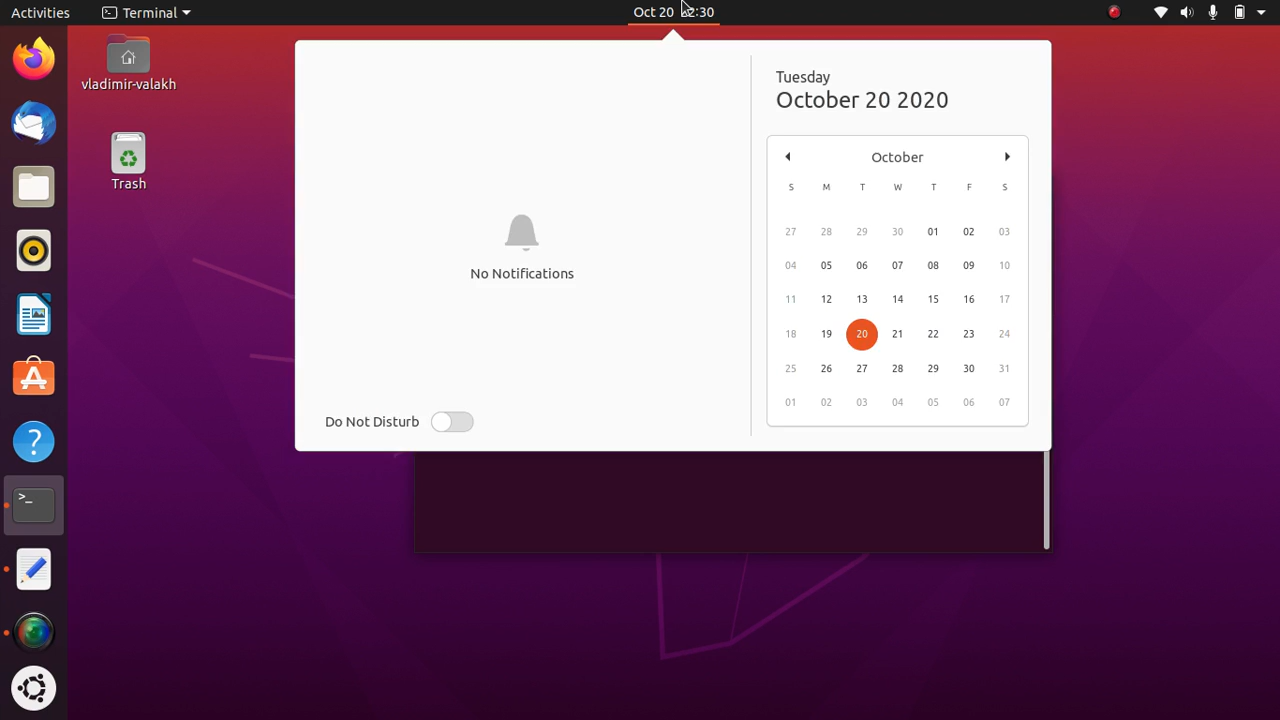 Activities
Terminal
Oct 20
:30
vladimir-valakh
Trash
No Notifications
Do Not Disturb
Tuesday
October 20 2020
October
S M T W T F S
27 28 29 30 01 02 03
04 05 06 07 08 09 10
11 12 13 14 15 16 17
18 19 20 21 22 23 24
25 26 27 28 29 30 31
01 02 03 04 05 06 07
>_
?